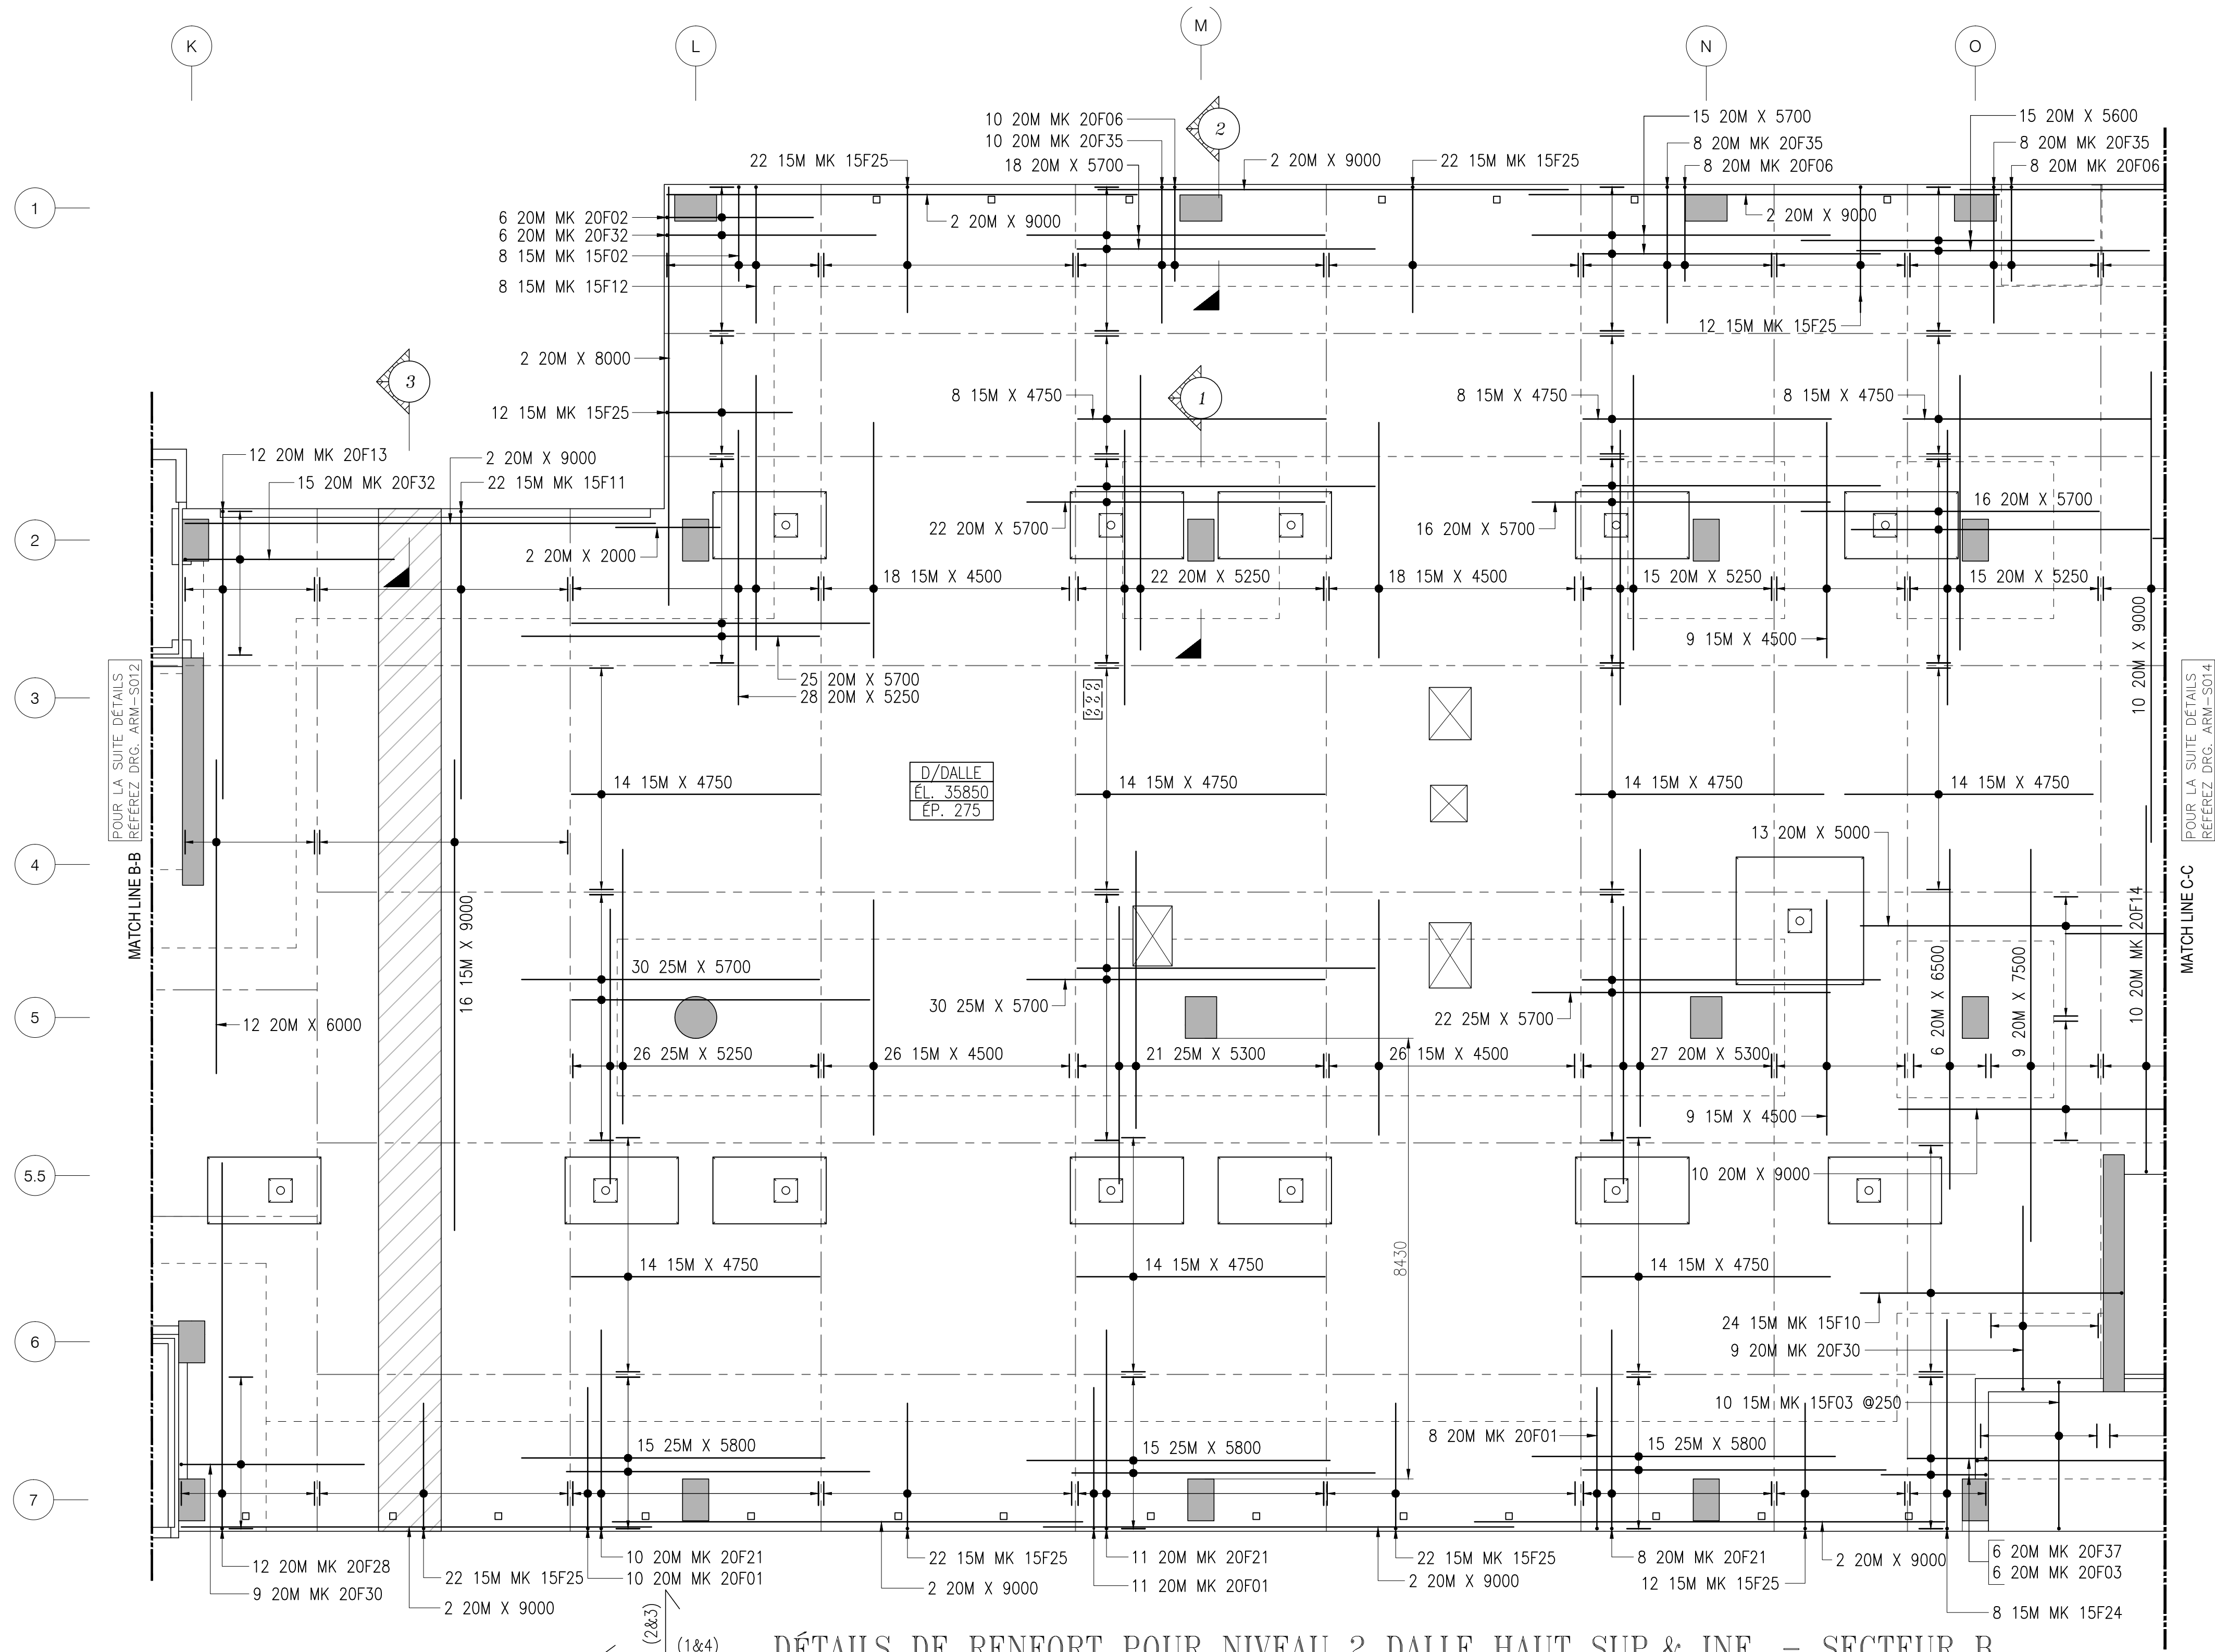 K
L
M
N
O
10 20M MK 20F06
10 20M MK 20F35
22 15M MK 15F25
18 20M X 5700
2
2 20M X 9000
22 15M MK 15F25
15 20M X 5700
8 20M MK 20F35
8 20M MK 20F06
15 20M X 5600
8 20M MK 20F35
8 20M MK 20F06
1
6 20M MK 20F02
6 20M MK 20F32
8 15M MK 15F02
8 15M MK 15F12
2 20M X 9000
2 20M X 9000
12 15M MK 15F25
2 20M X 8000
3
12 15M MK 15F25
8 15M X 4750
1
8 15M X 4750
8 15M X 4750
12 20M MK 20F13
15 20M MK 20F32
2 20M X 9000
22 15M MK 15F11
2
2 20M X 2000
22 20M X 5700
16 20M X 5700
16 20M X 5700
18 15M X 4500
22 20M X 5250
18 15M X 4500
15 20M X 5250
15 20M X 5250
9 15M X 4500
10 20M X 9000
25 20M X 5700
28 20M X 5250
3
POUR LA SUITE DÉTAILS
RÉFÉREZ DRG. ARM-S012
MATCH LINE B-B
POUR LA SUITE DÉTAILS
RÉFÉREZ DRG. ARM-S014
MATCH LINE C-C
D/DALLE
ÉL. 35850
ÉP. 275
14 15M X 4750
14 15M X 4750
14 15M X 4750
14 15M X 4750
13 20M X 5000
4
16 15M X 9000
30 25M X 5700
30 25M X 5700
22 25M X 5700
6 20M X 6500
9 20M X 7500
10 20M MK 20F14
5
12 20M X 6000
26 25M X 5250
26 15M X 4500
21 25M X 5300
26 15M X 4500
27 20M X 5300
9 15M X 4500
10 20M X 9000
5.5
8430
14 15M X 4750
14 15M X 4750
14 15M X 4750
6
24 15M MK 15F10
9 20M MK 20F30
10 15M MK 15F03 @250
8 20M MK 20F01
15 25M X 5800
15 25M X 5800
15 25M X 5800
7
12 20M MK 20F28
9 20M MK 20F30
22 15M MK 15F25
2 20M X 9000
10 20M MK 20F21
10 20M MK 20F01
22 15M MK 15F25
2 20M X 9000
11 20M MK 20F21
11 20M MK 20F01
22 15M MK 15F25
2 20M X 9000
8 20M MK 20F21
12 15M MK 15F25
2 20M X 9000
6 20M MK 20F37
6 20M MK 20F03
8 15M MK 15F24
(2&3)
(1&4)
DÉTAILS DE RENFORT POUR NIVEAU 2 DALLE HAUT SUP.& INF. - SECTEUR B